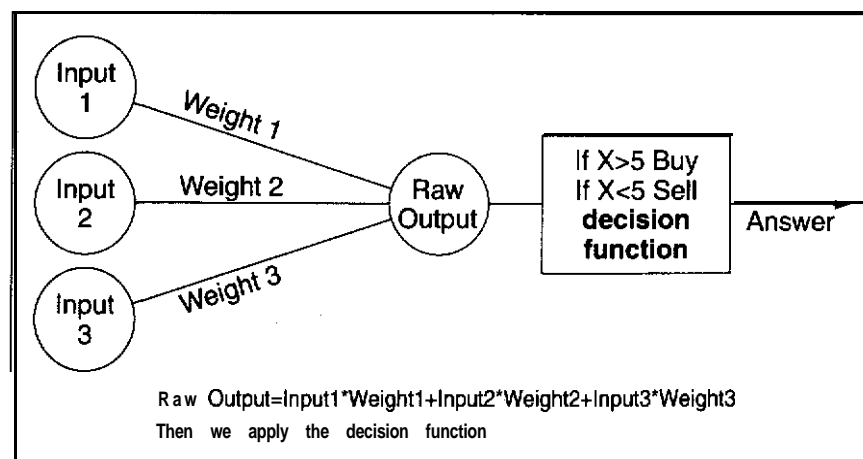 Input
1
Weight 1
Input
2
Weight 2
Input
3
Weight 3
Raw
Output
If X>5 Buy
If X<5 Sell
decision
function
Answer
Raw Output=Input1*Weight1+Input2*Weight2+Input3*Weight3
Then we apply the decision function